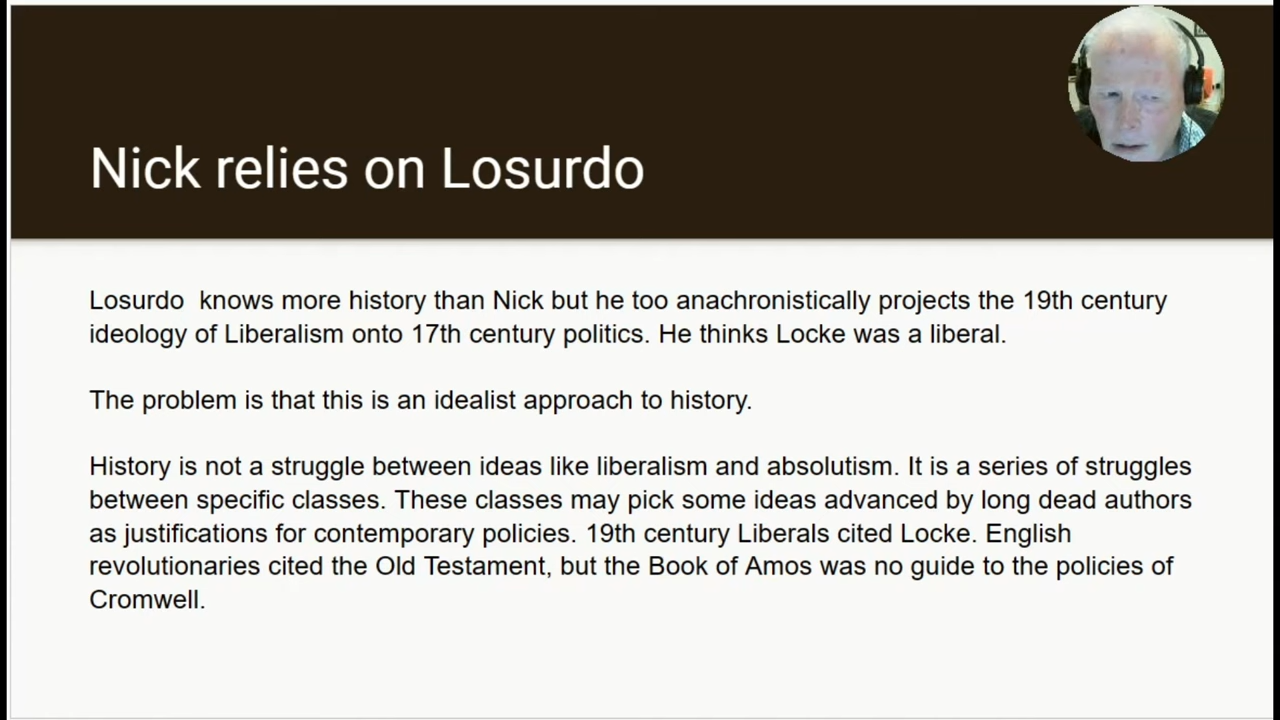 Nick relies on Losurdo
Losurdo  knows more history than Nick but he too anachronistically projects the 19th century
ideology of Liberalism onto 17th century politics. He thinks Locke was a liberal.
The problem is that this is an idealist approach to history.
History is not a struggle between ideas like liberalism and absolutism. It is a series of struggles
between specific classes. These classes may pick some ideas advanced by long dead authors
as justifications for contemporary policies. 19th century Liberals cited Locke. English
revolutionaries cited the Old Testament, but the Book of Amos was no guide to the policies of
Cromwell.